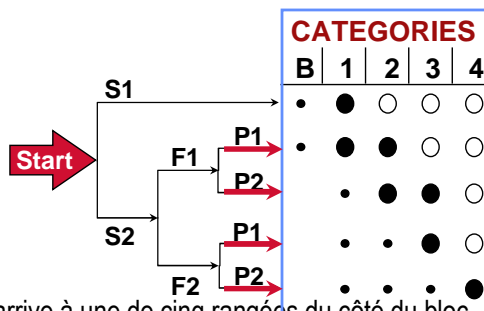 CATEGORIES
B 1 2 3 4
S1
Start
F1
P1
P2
S2
P1
F2
P2
arrive à une de cinq rangées du côté du bloc